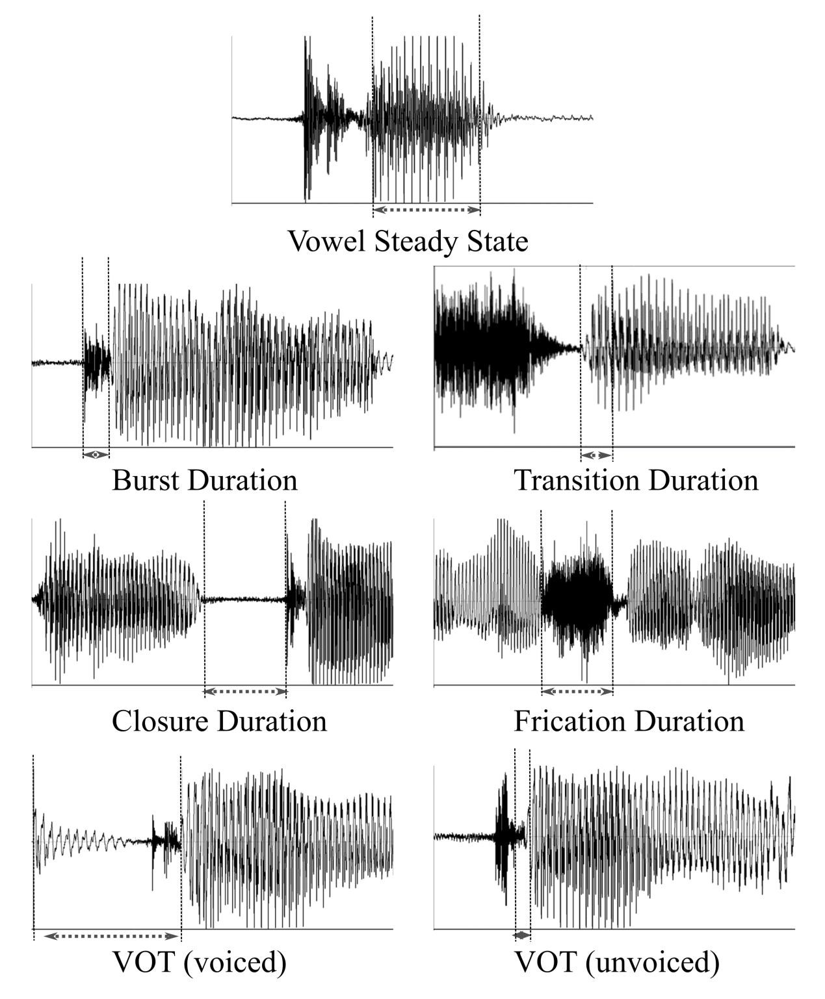 Vowel Steady State
Burst Duration
Transition Duration
Closure Duration
Frication Duration
VOT (voiced)
VOT (unvoiced)